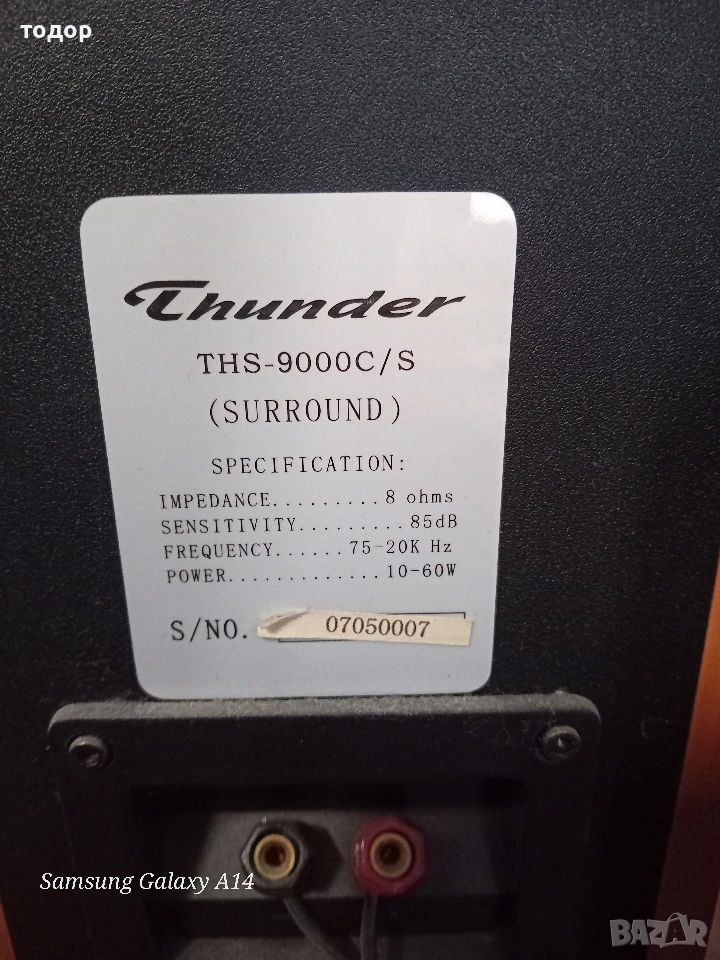 тодор
Thunder
THS-9000C/S
(SURROUND)
SPECIFICATION:
IMPEDANCE.........8 ohms
SENSITIVITY.........85dB
FREQUENCY......75-20K Hz
POWER.............10-60W
S/NO. 07050007
Samsung Galaxy A14
BAZAR